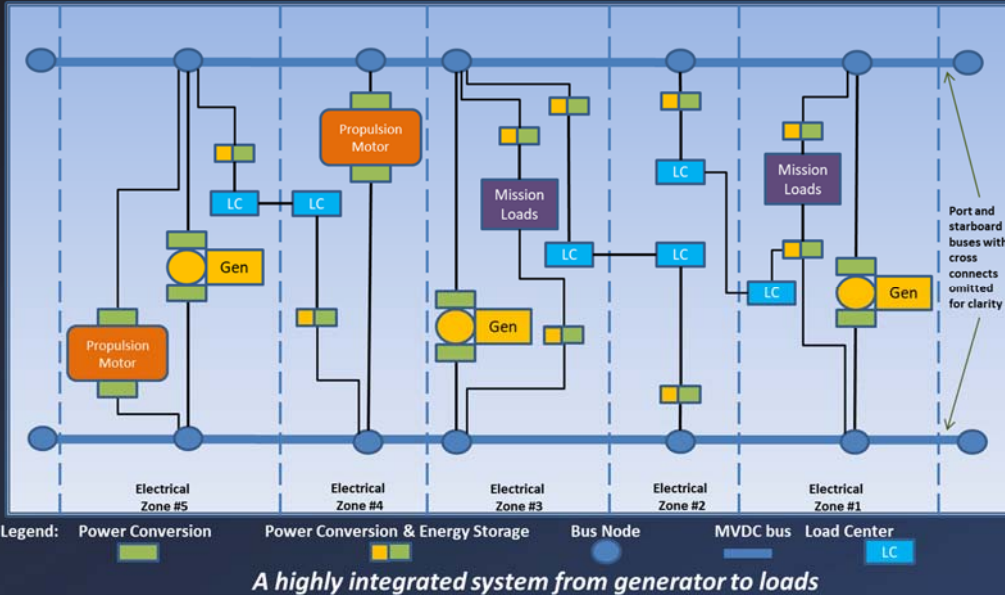 Propulsion
Motor
LC
LC
LC
Mission
Loads
Mission
Loads
Port and
starboard
buses with
cross
connects
omitted
for clarity
LC
LC
Gen
LC
Gen
Gen
Propulsion
Motor
Electrical
Zone #5
Electrical
Zone #4
Electrical
Zone #3
Electrical
Zone #2
Electrical
Zone #1
Legend: Power Conversion Power Conversion & Energy Storage Bus Node MVDC bus Load Center
LC
A highly integrated system from generator to loads